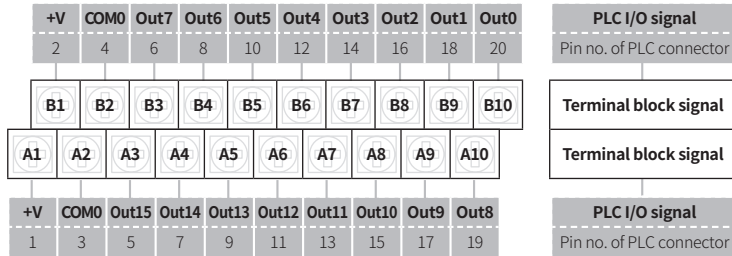 +V COM0 Out7 Out6 Out5 Out4 Out3 Out2 Out1 Out0 PLC I/O signal
2 4 6 8 10 12 14 16 18 20 Pin no. of PLC connector
B1 B2 B3 B4 B5 B6 B7 B8 B9 B10 Terminal block signal
A1 A2 A3 A4 A5 A6 A7 A8 A9 A10 Terminal block signal
+V COM0 Out15 Out14 Out13 Out12 Out11 Out10 Out9 Out8 PLC I/O signal
1 3 5 7 9 11 13 15 17 19 Pin no. of PLC connector